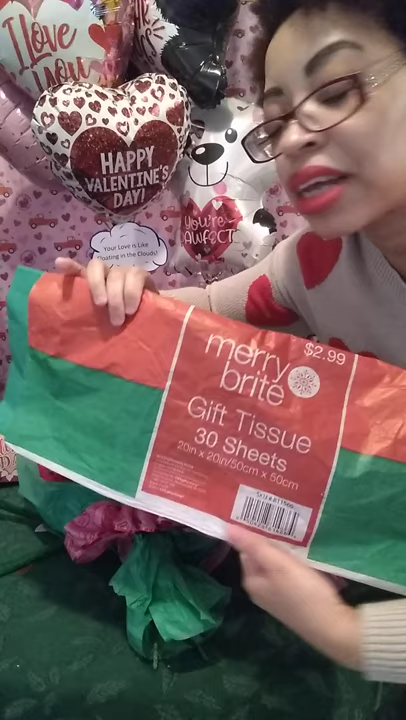 I Love
You
HAPPY
VALENTINE'S
DAY!
You're
PAWFECT
Your Love is Like
Floating in the Clouds!
$2.99
merry
brite
Gift Tissue
30 Sheets
20in x 20in/50cm x 50cm